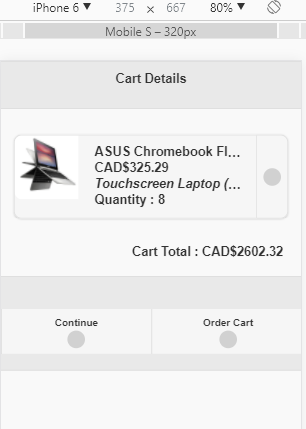 iPhone 6 ▼ 375 × 667 80% ▼
Mobile S – 320px
Cart Details
ASUS Chromebook Fl…
CAD$325.29
Touchscreen Laptop (…
Quantity : 8
Cart Total : CAD$2602.32
Continue
Order Cart